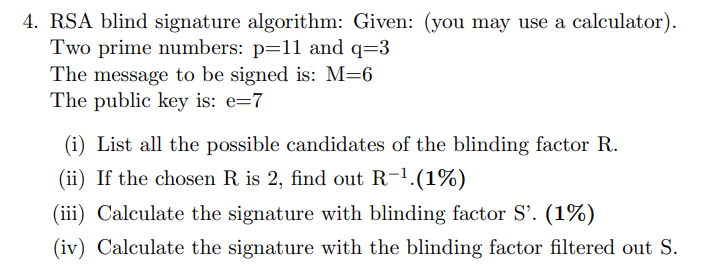 4. RSA blind signature algorithm: Given: (you may use a calculator).
Two prime numbers: p=11 and q=3
The message to be signed is: M=6
The public key is: e=7
(i) List all the possible candidates of the blinding factor R.
(ii) If the chosen R is 2, find out R⁻¹.(1%)
(iii) Calculate the signature with blinding factor S'. (1%)
(iv) Calculate the signature with the blinding factor filtered out S.